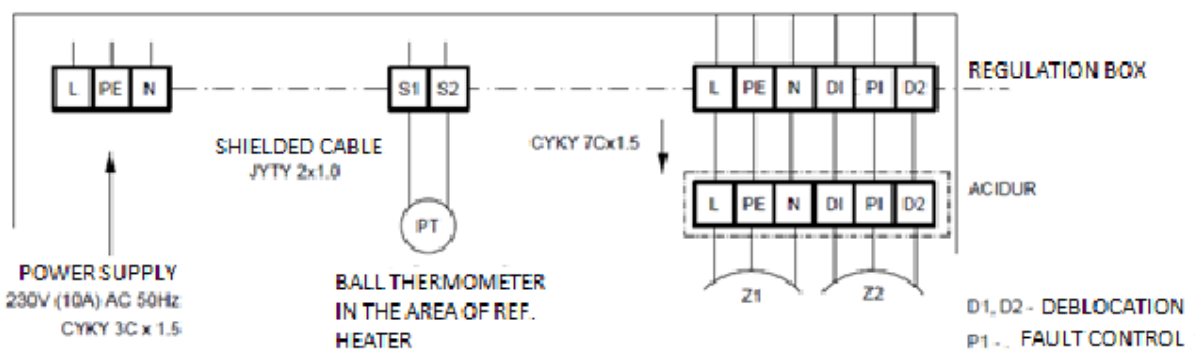 L PE N
S1 S2
L PE N DI PI D2
REGULATION BOX
SHIELDED CABLE
JYTY 2x1.0
CYKY 7Cx1.5
L PE N DI PI D2
ACIDUR
PT
POWER SUPPLY
230V (10A) AC 50Hz
CYKY 3C x 1.5
BALL THERMOMETER
IN THE AREA OF REF.
HEATER
Z1
Z2
D1, D2 - DEBLOCATION
P1 - . FAULT CONTROL